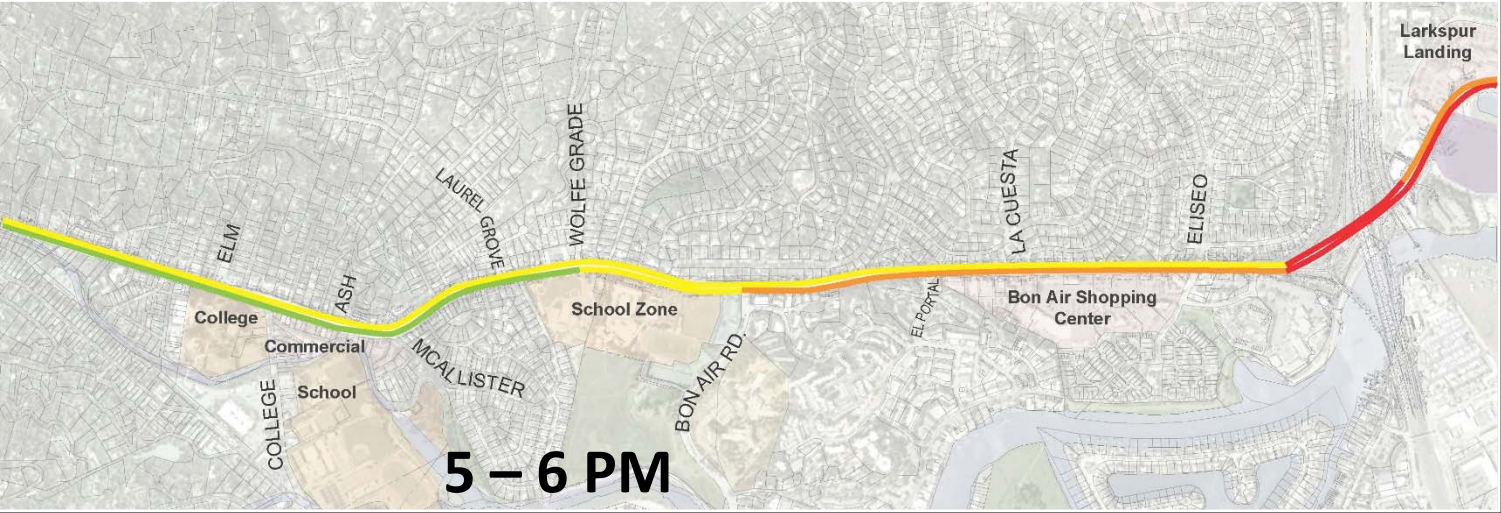 Larkspur
Landing
WOLFE GRADE
LAUREL GROVE
LA CUESTA
ELISEO
ELM
ASH
College
School Zone
EL PORTAL
Bon Air Shopping
Center
Commercial
MCALLISTER
BON AIR RD.
COLLEGE
School
5 – 6 PM